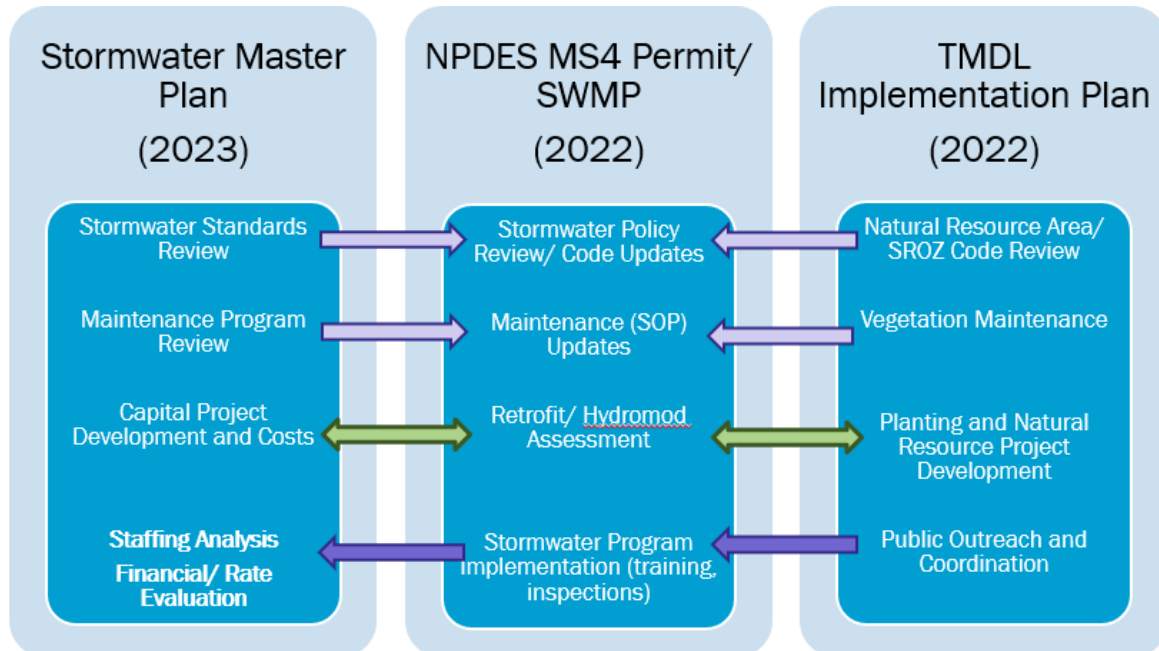 Stormwater Master
Plan
(2023)
Stormwater Standards
Review
Maintenance Program
Review
Capital Project
Development and Costs
Staffing Analysis
Financial/ Rate
Evaluation
NPDES MS4 Permit/
SWMP
(2022)
Stormwater Policy
Review/ Code Updates
Maintenance (SOP)
Updates
Retrofit/ Hydromod
Assessment
Stormwater Program
Implementation (training,
inspections)
TMDL
Implementation Plan
(2022)
Natural Resource Area/
SROZ Code Review
Vegetation Maintenance
Planting and Natural
Resource Project
Development
Public Outreach and
Coordination